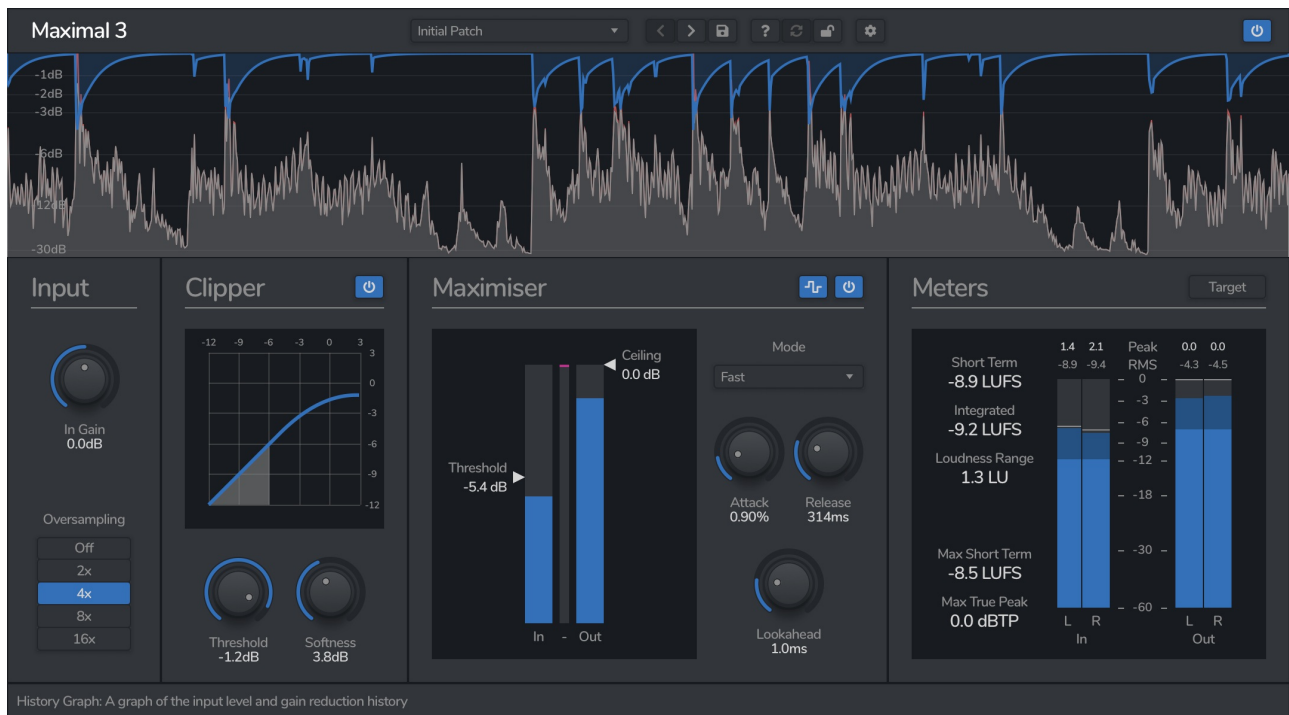 Maximal 3
Initial Patch
?
-1dB
-2dB
-3dB
-6dB
-12dB
-30dB
Input
Clipper
Maximiser
Meters
Target
In Gain
0.0dB
Oversampling
Off
2x
4x
8x
16x
-12 -9 -6 -3 0 3
3
0
-3
-6
-9
-12
Threshold
-1.2dB
Softness
3.8dB
Ceiling
0.0 dB
Threshold
-5.4 dB
In - Out
Mode
Fast
Attack
0.90%
Release
314ms
Lookahead
1.0ms
Short Term
-8.9 LUFS
Integrated
-9.2 LUFS
Loudness Range
1.3 LU
Max Short Term
-8.5 LUFS
Max True Peak
0.0 dBTP
1.4 2.1 Peak 0.0 0.0
-8.9 -9.4 RMS -4.3 -4.5
– 0 –
– -3 –
– -6 –
– -9 –
– -12 –
– -18 –
– -30 –
– -60 –
L R L R
In Out
History Graph: A graph of the input level and gain reduction history